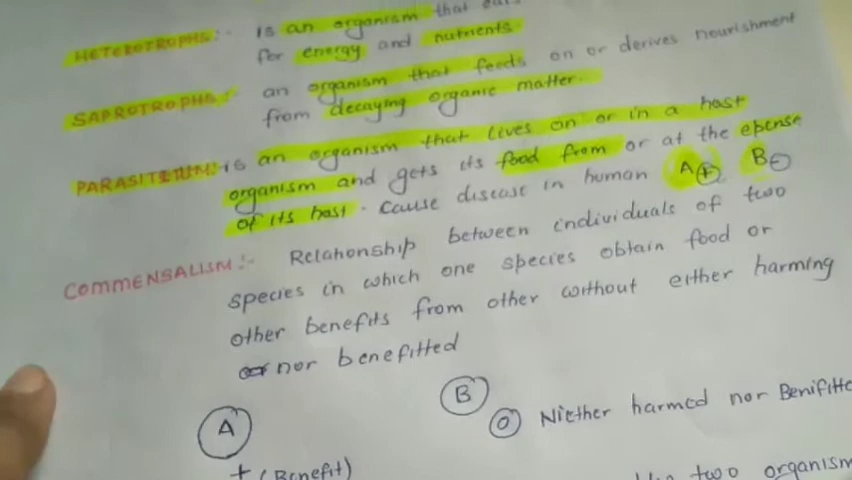 HETEROTROPHS:- is an organism that eats
for energy and nutrients
SAPROTROPHS:- an organism that feeds on or derives nourishment
from decaying organic matter.
PARASITISUM:- is an organism that lives on or in a host
organism and gets its food from or at the epense
of its host. cause disease in human A+ B-
COMMENSALISM:- Relationship between individuals of two
species in which one species obtain food or
other benefits from other without either harming
nor benefitted
A B
0 Niether harmed nor Benifitte
+ (Benefit)
two organism